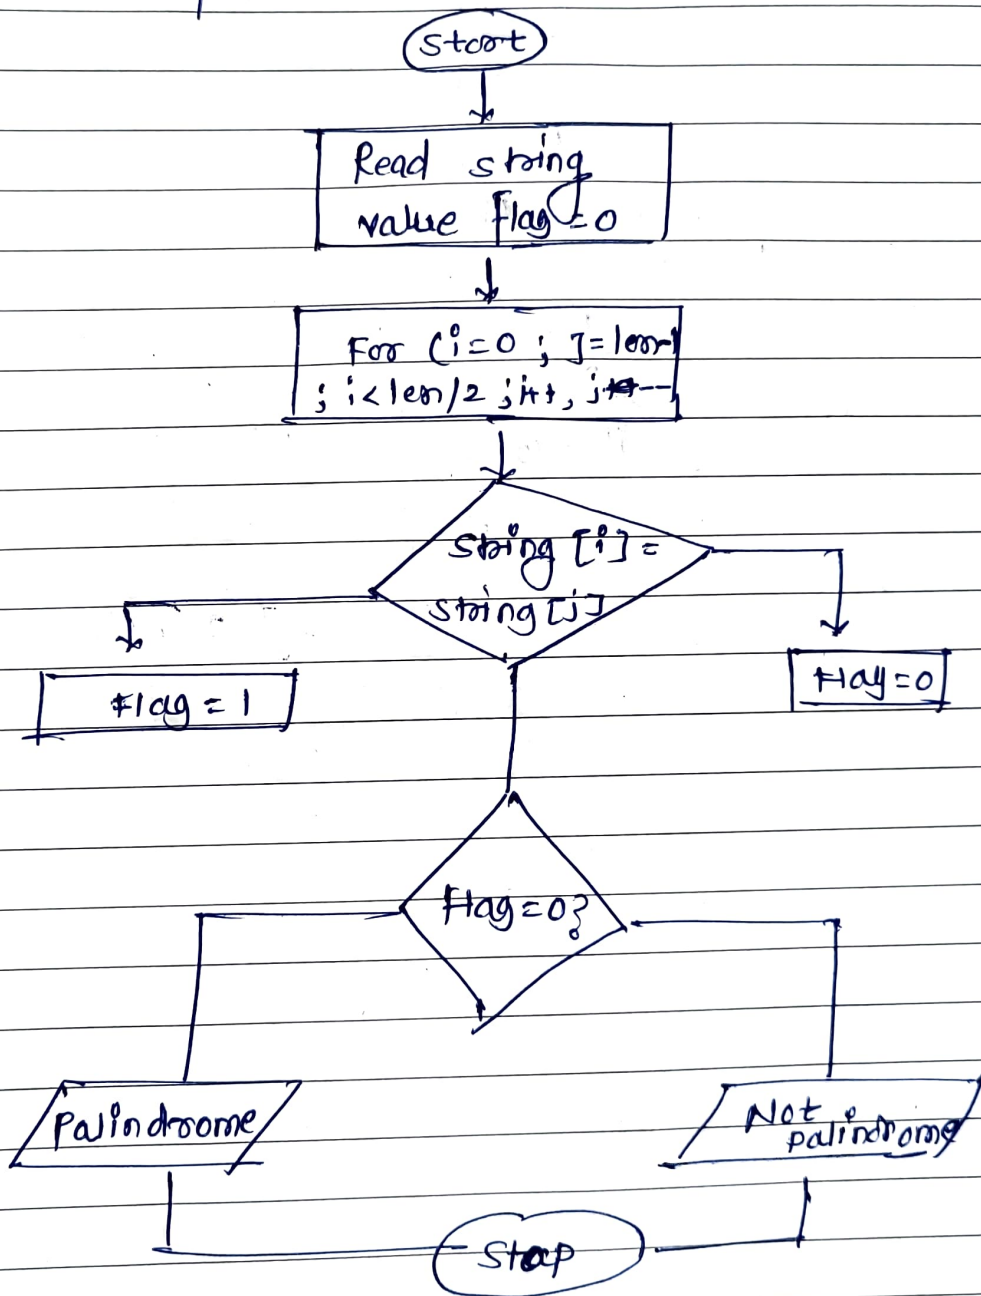 Start
Read string
value Flag=0
For (i=0 ; J=len-1
; i<len/2 ; i++, j--
String [i] =
string [j]
Flag = 1
Flag=0
Flag=0?
Palindrome
Not
palindrome
Stop